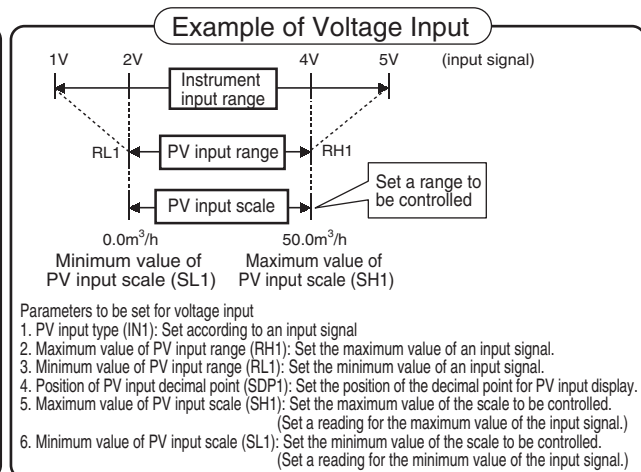 Example of Voltage Input
1V 2V 4V 5V (input signal)
Instrument
input range
RL1 PV input range RH1
PV input scale
Set a range to
be controlled
0.0m³/h 50.0m³/h
Minimum value of Maximum value of
PV input scale (SL1) PV input scale (SH1)
Parameters to be set for voltage input
1. PV input type (IN1): Set according to an input signal
2. Maximum value of PV input range (RH1): Set the maximum value of an input signal.
3. Minimum value of PV input range (RL1): Set the minimum value of an input signal.
4. Position of PV input decimal point (SDP1): Set the position of the decimal point for PV input display.
5. Maximum value of PV input scale (SH1): Set the maximum value of the scale to be controlled.
(Set a reading for the maximum value of the input signal.)
6. Minimum value of PV input scale (SL1): Set the minimum value of the scale to be controlled.
(Set a reading for the minimum value of the input signal.)